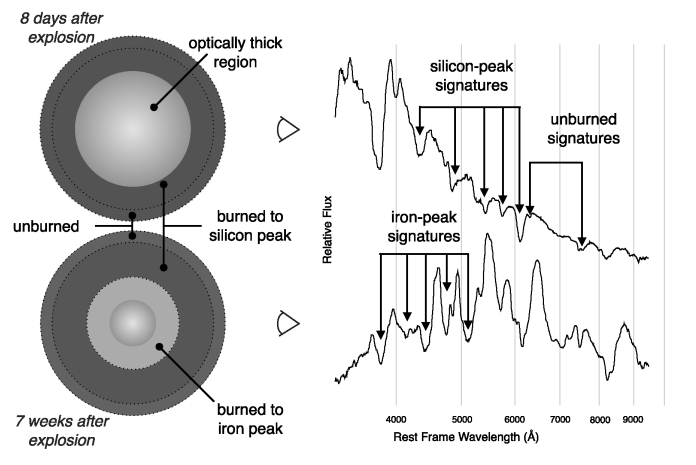 8 days after
explosion
optically thick
region
unburned
burned to
silicon peak
burned to
iron peak
7 weeks after
explosion
silicon-peak
signatures
unburned
signatures
iron-peak
signatures
Relative Flux
4000 5000 6000 7000 8000 9000
Rest Frame Wavelength (Å)